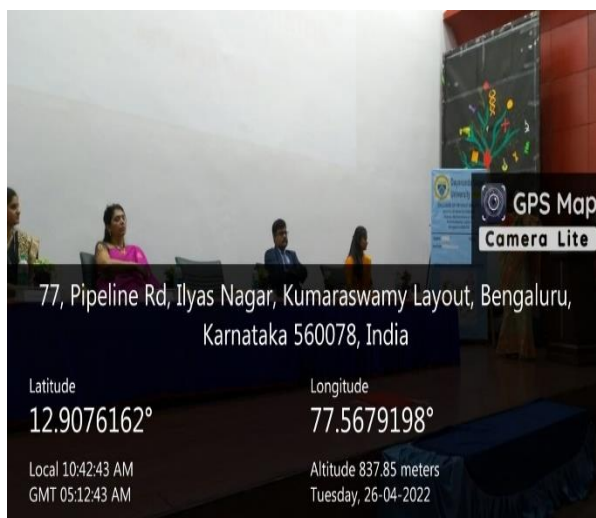 University
GPS Map
Camera Lite
77, Pipeline Rd, Ilyas Nagar, Kumaraswamy Layout, Bengaluru,
Karnataka 560078, India
Latitude
12.9076162°
Longitude
77.5679198°
Local 10:42:43 AM
GMT 05:12:43 AM
Altitude 837.85 meters
Tuesday, 26-04-2022